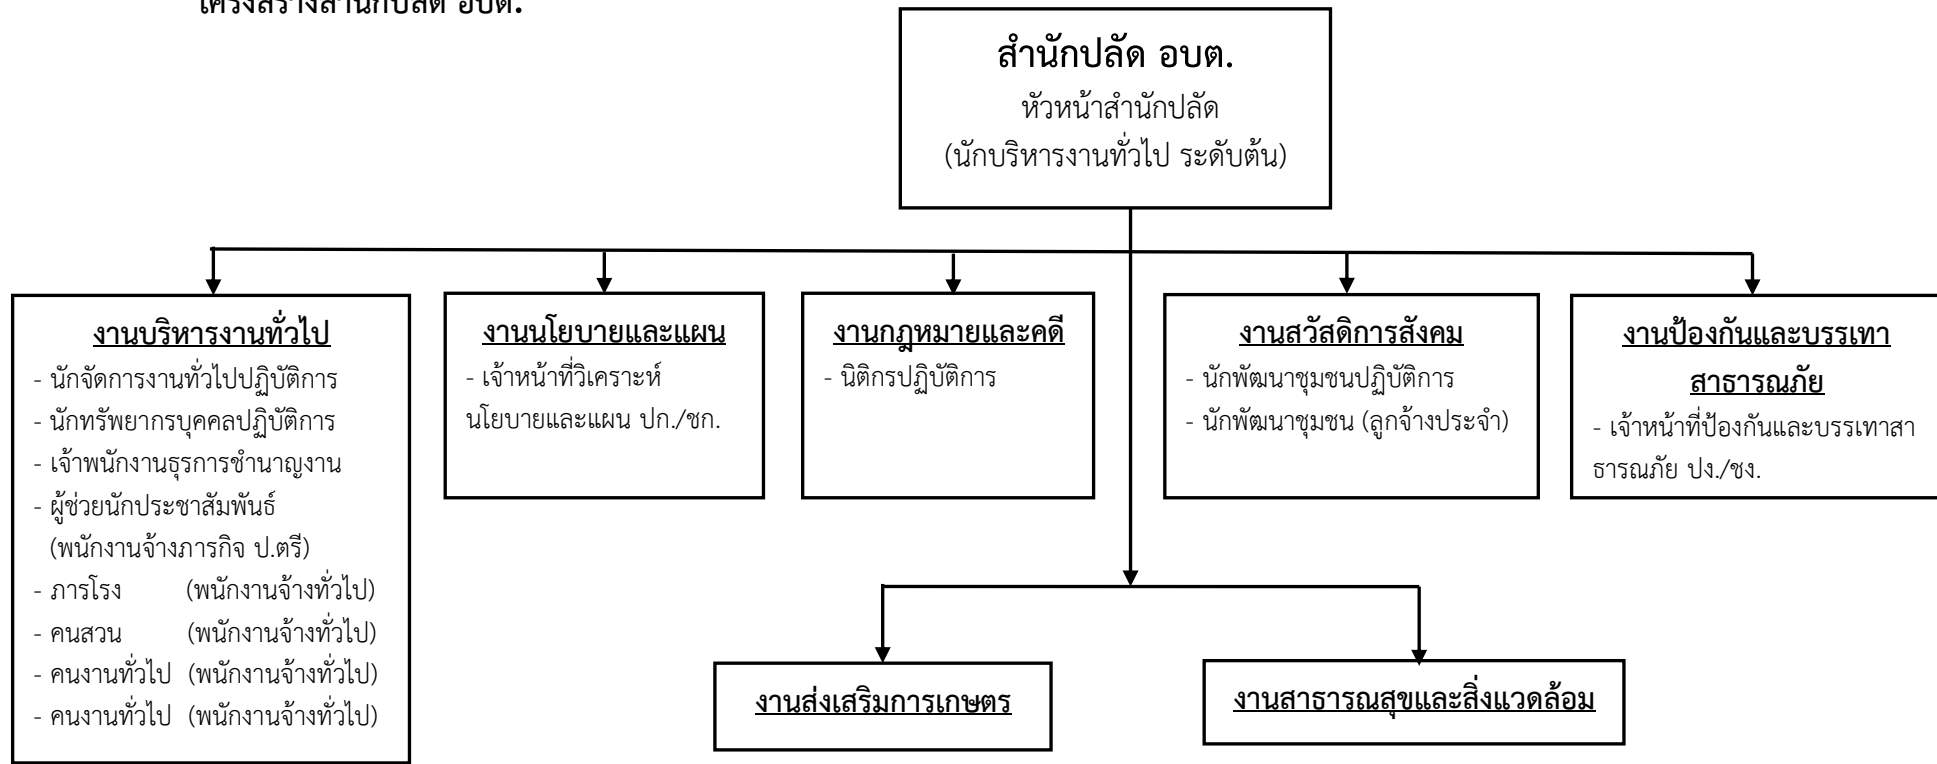 โครงสร้างสำนักปลัด อบต.
สำนักปลัด อบต.
หัวหน้าสำนักปลัด
(นักบริหารงานทั่วไป ระดับต้น)
งานบริหารงานทั่วไป
- นักจัดการงานทั่วไปปฏิบัติการ
- นักทรัพยากรบุคคลปฏิบัติการ
- เจ้าพนักงานธุรการชำนาญงาน
- ผู้ช่วยนักประชาสัมพันธ์
(พนักงานจ้างภารกิจ ป.ตรี)
- ภารโรง (พนักงานจ้างทั่วไป)
- คนสวน (พนักงานจ้างทั่วไป)
- คนงานทั่วไป (พนักงานจ้างทั่วไป)
- คนงานทั่วไป (พนักงานจ้างทั่วไป)
งานนโยบายและแผน
- เจ้าหน้าที่วิเคราะห์
นโยบายและแผน ปก./ชก.
งานกฎหมายและคดี
- นิติกรปฏิบัติการ
งานสวัสดิการสังคม
- นักพัฒนาชุมชนปฏิบัติการ
- นักพัฒนาชุมชน (ลูกจ้างประจำ)
งานป้องกันและบรรเทา
สาธารณภัย
- เจ้าหน้าที่ป้องกันและบรรเทาสา
ธารณภัย ปง./ชง.
งานส่งเสริมการเกษตร
งานสาธารณสุขและสิ่งแวดล้อม